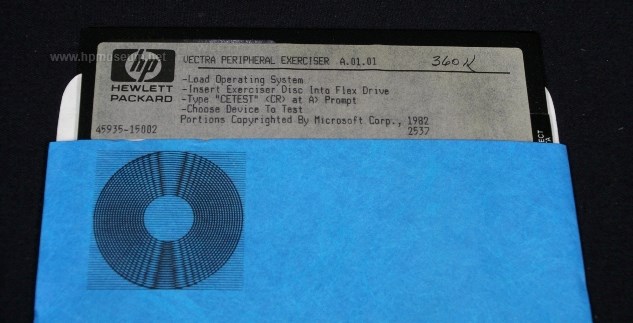 www.hpmuseum.net
hp
HEWLETT
PACKARD
VECTRA PERIPHERAL EXERCISER A.01.01 360K
-Load Operating System
-Insert Exerciser Disc Into Flex Drive
-Type "CETEST" <CR> at A> Prompt
-Choose Device To Test
Portions Copyrighted By Microsoft Corp., 1982
45935-15002 2537